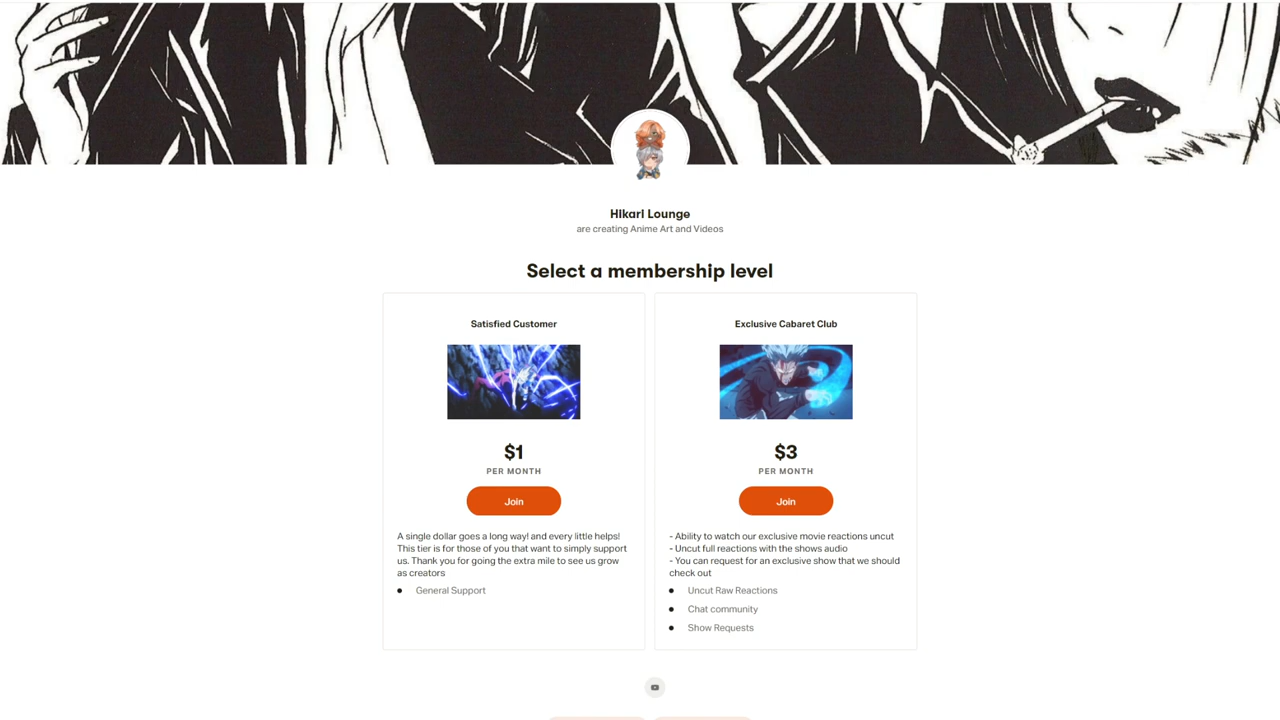 HIkarI Lounge
are creating Anime Art and Videos
Select a membership level
Satisfied Customer
$1
PER MONTH
Join
A single dollar goes a long way! and every little helps!
This tier is for those of you that want to simply support
us. Thank you for going the extra mile to see us grow
as creators
General Support
Exclusive Cabaret Club
$3
PER MONTH
Join
- Ability to watch our exclusive movie reactions uncut
- Uncut full reactions with the shows audio
- You can request for an exclusive show that we should
check out
Uncut Raw Reactions
Chat community
Show Requests